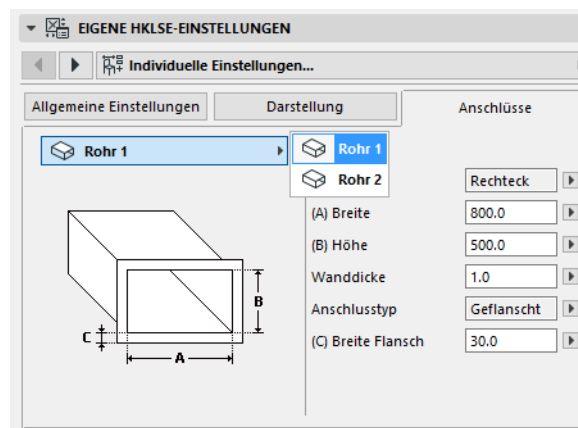 EIGENE HKLSE-EINSTELLUNGEN
Individuelle Einstellungen...
Allgemeine Einstellungen Darstellung Anschlüsse
Rohr 1
Rohr 1
Rohr 2
Rechteck
(A) Breite 800.0
(B) Höhe 500.0
Wanddicke 1.0
Anschlusstyp Geflanscht
(C) Breite Flansch 30.0
B
C
A